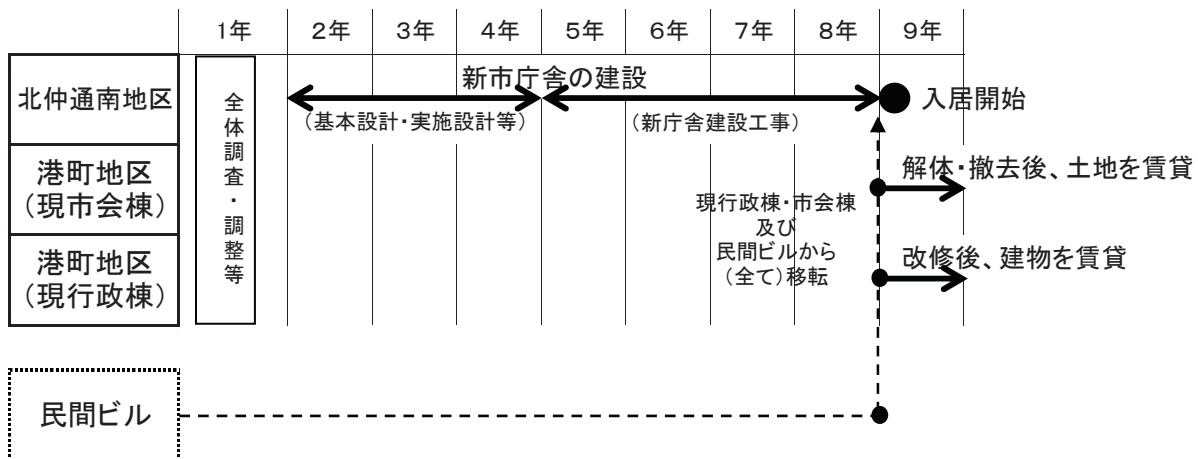 1年 2年 3年 4年 5年 6年 7年 8年 9年
北仲通南地区
全体調査・調整等
新市庁舎の建設
(基本設計・実施設計等)
(新庁舎建設工事)
入居開始
港町地区
(現市会棟)
解体・撤去後、土地を賃貸
現行政棟・市会棟
及び
民間ビルから
(全て)移転
港町地区
(現行政棟)
改修後、建物を賃貸
民間ビル